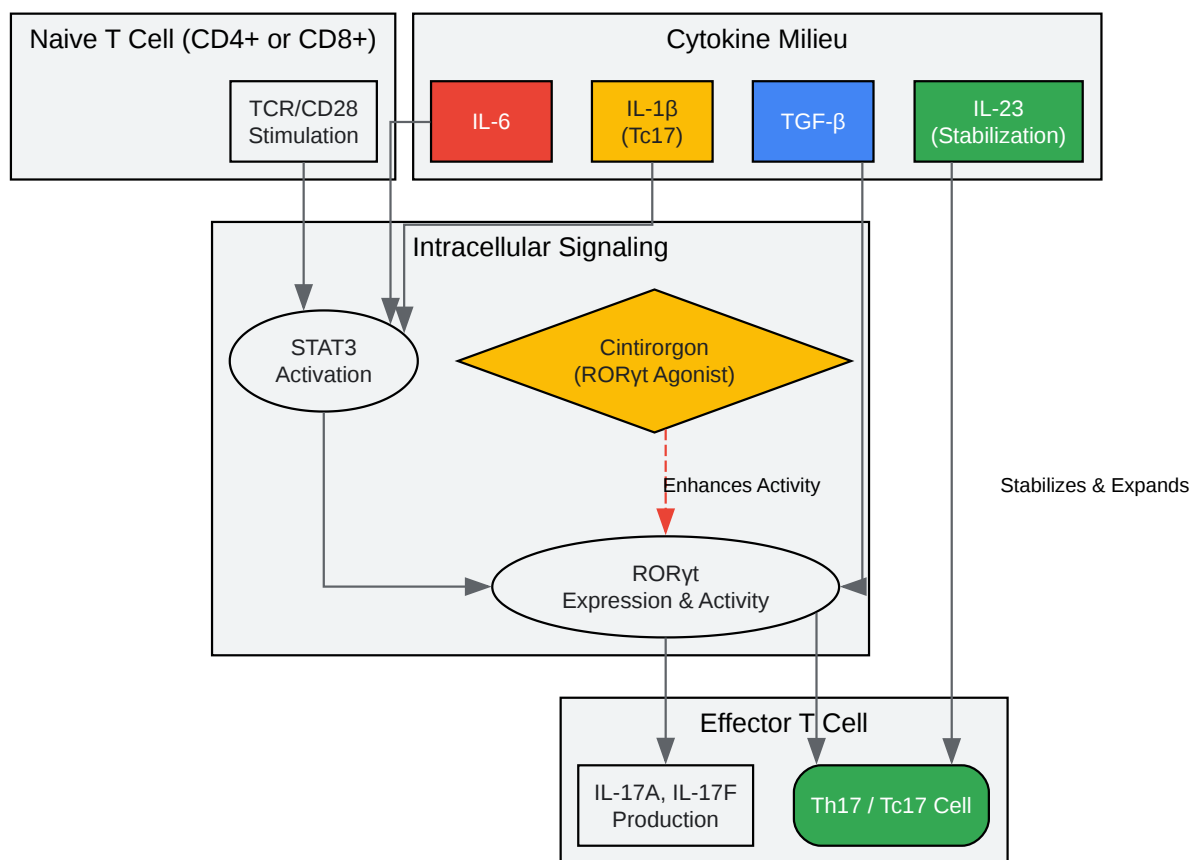 Naive T Cell (CD4+ or CD8+)
Cytokine Milieu
TCR/CD28
Stimulation
IL-6
IL-1β
(Tc17)
TGF-β
IL-23
(Stabilization)
Intracellular Signaling
STAT3
Activation
Cintirorgon
(RORγt Agonist)
Enhances Activity
Stabilizes & Expands
RORγt
Expression & Activity
Effector T Cell
IL-17A, IL-17F
Production
Th17 / Tc17 Cell